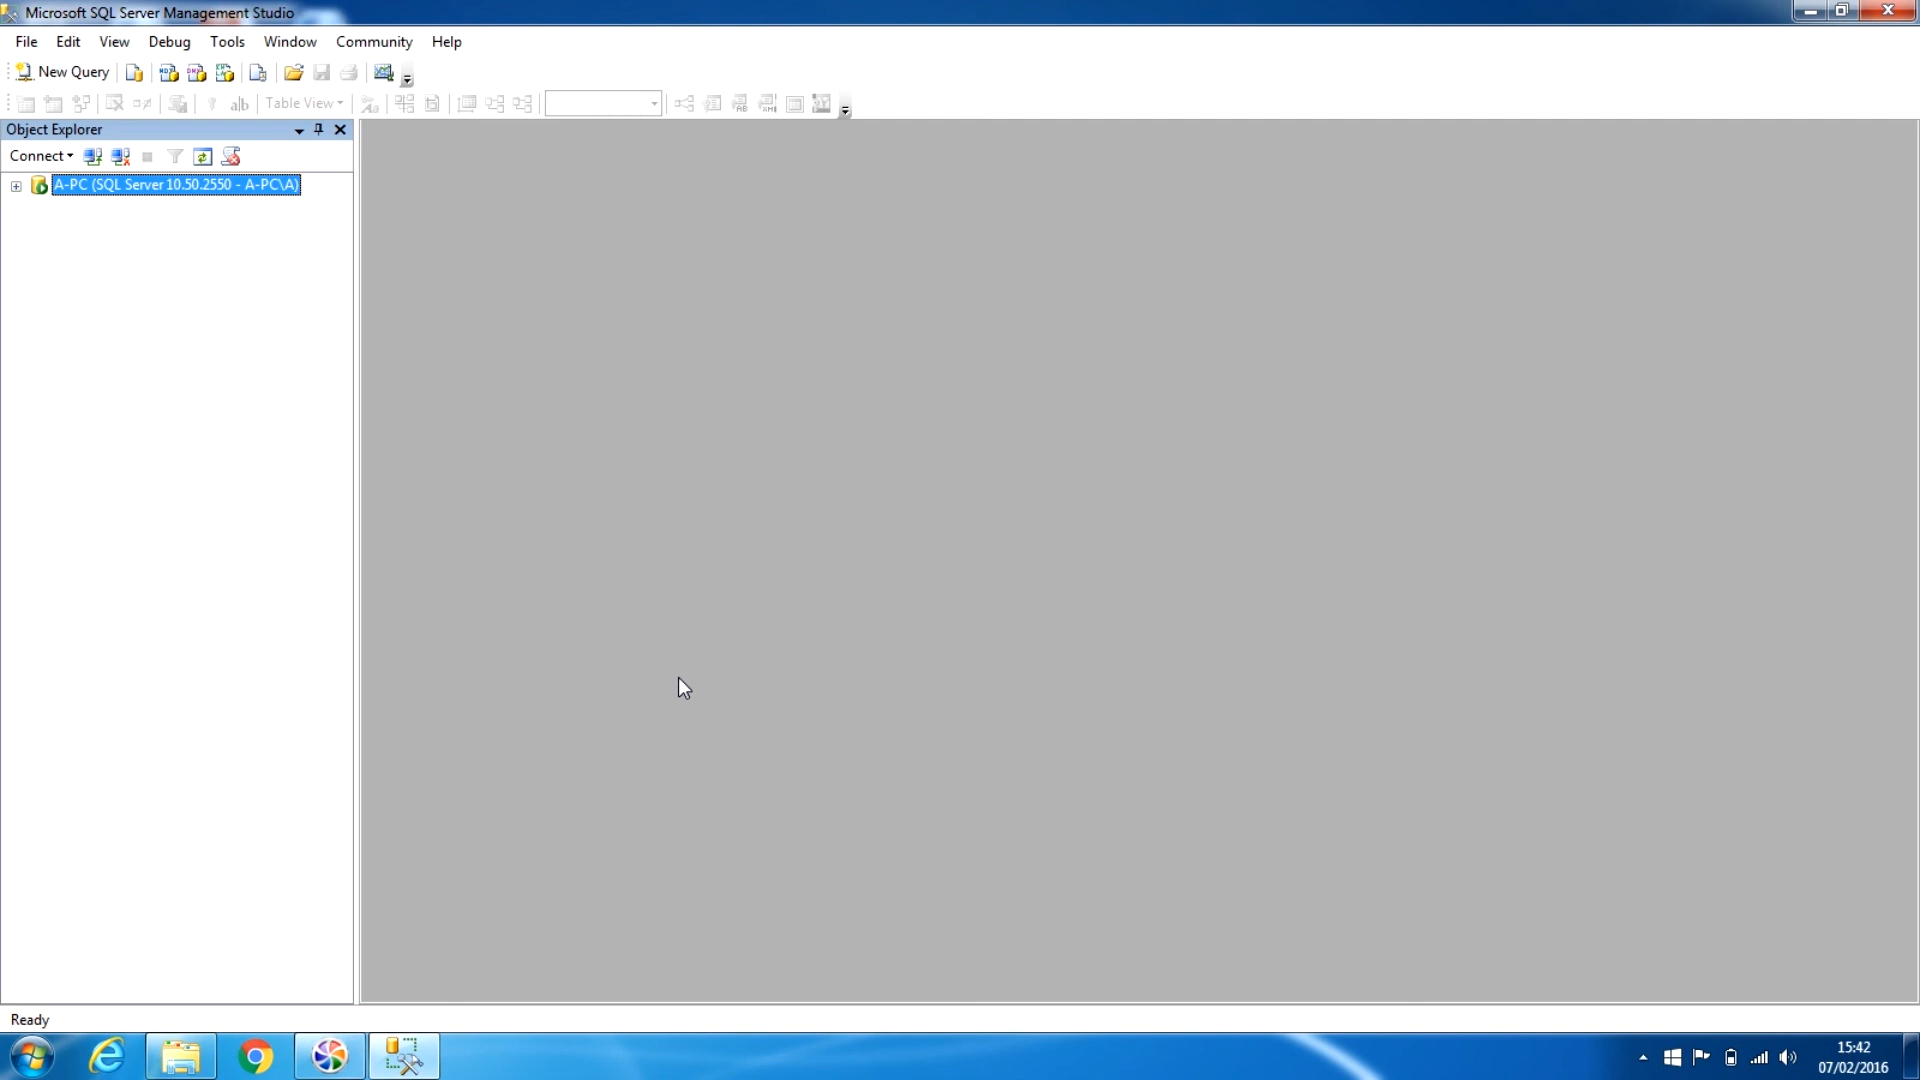 Microsoft SQL Server Management Studio
File Edit View Debug Tools Window Community Help
New Query
Table View
Object Explorer
Connect
A-PC (SQL Server 10.50.2550 - A-PC\A)
Ready
15:42
07/02/2016